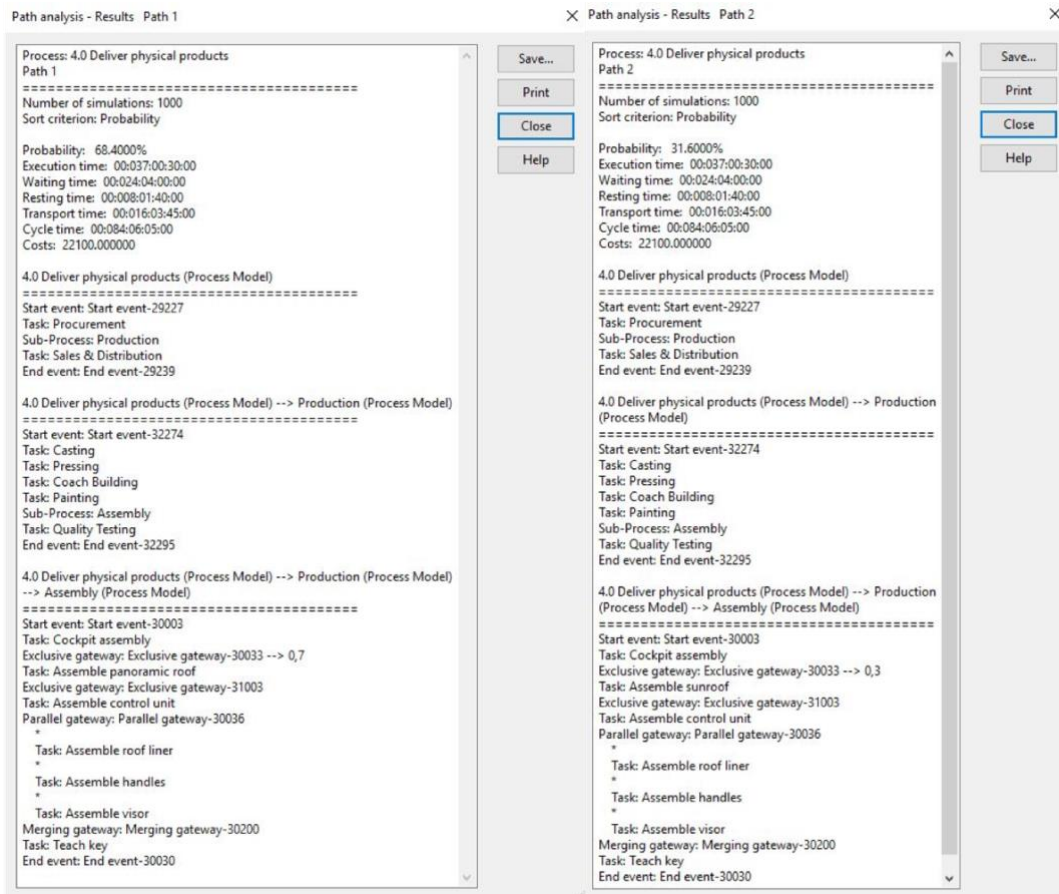 Path analysis - Results Path 1
Process: 4.0 Deliver physical products
Path 1
==========================================
Number of simulations: 1000
Sort criterion: Probability
Probability: 68.4000%
Execution time: 00:037:00:30:00
Waiting time: 00:024:04:00:00
Resting time: 00:008:01:40:00
Transport time: 00:016:03:45:00
Cycle time: 00:084:06:05:00
Costs: 22100.000000
4.0 Deliver physical products (Process Model)
==========================================
Start event: Start event-29227
Task: Procurement
Sub-Process: Production
Task: Sales & Distribution
End event: End event-29239
4.0 Deliver physical products (Process Model) --> Production (Process Model)
==========================================
Start event: Start event-32274
Task: Casting
Task: Pressing
Task: Coach Building
Task: Painting
Sub-Process: Assembly
Task: Quality Testing
End event: End event-32295
4.0 Deliver physical products (Process Model) --> Production (Process Model)
--> Assembly (Process Model)
==========================================
Start event: Start event-30003
Task: Cockpit assembly
Exclusive gateway: Exclusive gateway-30033 --> 0,7
Task: Assemble panoramic roof
Exclusive gateway: Exclusive gateway-31003
Task: Assemble control unit
Parallel gateway: Parallel gateway-30036
*
Task: Assemble roof liner
*
Task: Assemble handles
*
Task: Assemble visor
Merging gateway: Merging gateway-30200
Task: Teach key
End event: End event-30030
Save...
Print
Close
Help
Path analysis - Results Path 2
Process: 4.0 Deliver physical products
Path 2
==========================================
Number of simulations: 1000
Sort criterion: Probability
Probability: 31.6000%
Execution time: 00:037:00:30:00
Waiting time: 00:024:04:00:00
Resting time: 00:008:01:40:00
Transport time: 00:016:03:45:00
Cycle time: 00:084:06:05:00
Costs: 22100.000000
4.0 Deliver physical products (Process Model)
==========================================
Start event: Start event-29227
Task: Procurement
Sub-Process: Production
Task: Sales & Distribution
End event: End event-29239
4.0 Deliver physical products (Process Model) --> Production
(Process Model)
==========================================
Start event: Start event-32274
Task: Casting
Task: Pressing
Task: Coach Building
Task: Painting
Sub-Process: Assembly
Task: Quality Testing
End event: End event-32295
4.0 Deliver physical products (Process Model) --> Production
(Process Model) --> Assembly (Process Model)
==========================================
Start event: Start event-30003
Task: Cockpit assembly
Exclusive gateway: Exclusive gateway-30033 --> 0,3
Task: Assemble sunroof
Exclusive gateway: Exclusive gateway-31003
Task: Assemble control unit
Parallel gateway: Parallel gateway-30036
*
Task: Assemble roof liner
*
Task: Assemble handles
*
Task: Assemble visor
Merging gateway: Merging gateway-30200
Task: Teach key
End event: End event-30030
Save...
Print
Close
Help